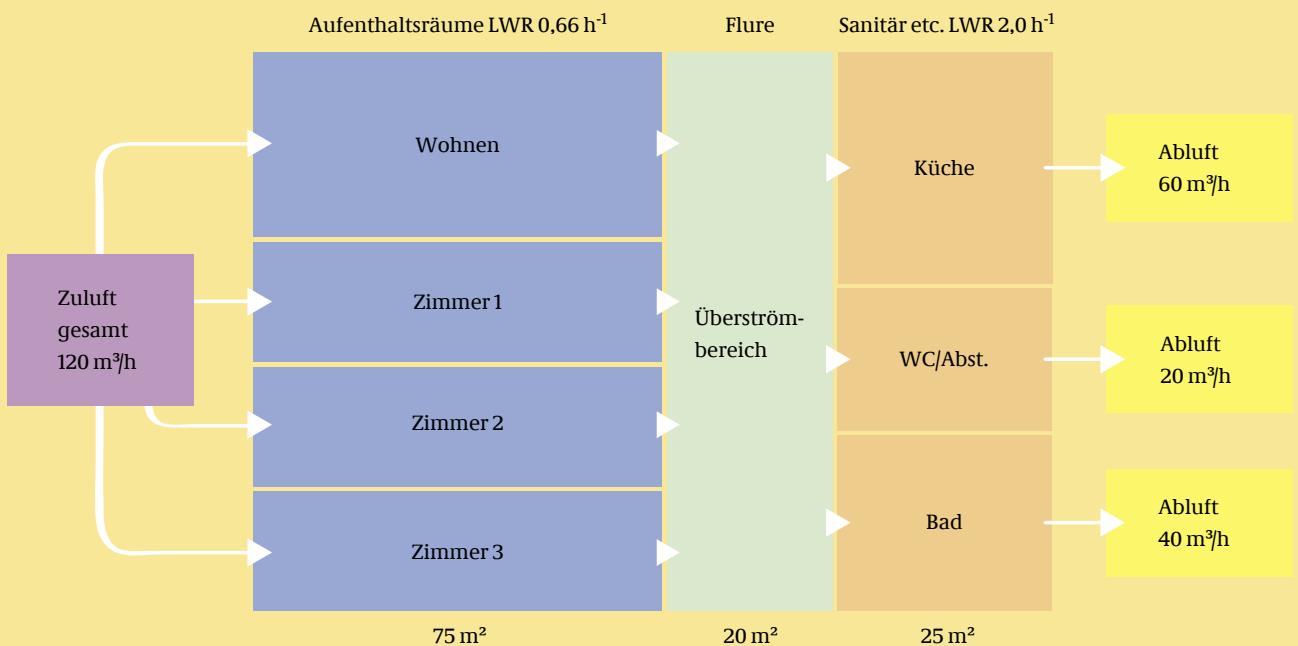 Aufenthaltsräume LWR 0,66 h⁻¹
Flure
Sanitär etc. LWR 2,0 h⁻¹
Zuluft
gesamt
120 m³/h
Wohnen
Zimmer 1
Zimmer 2
Zimmer 3
Überström-
bereich
Küche
WC/Abst.
Bad
Abluft
60 m³/h
Abluft
20 m³/h
Abluft
40 m³/h
75 m²
20 m²
25 m²